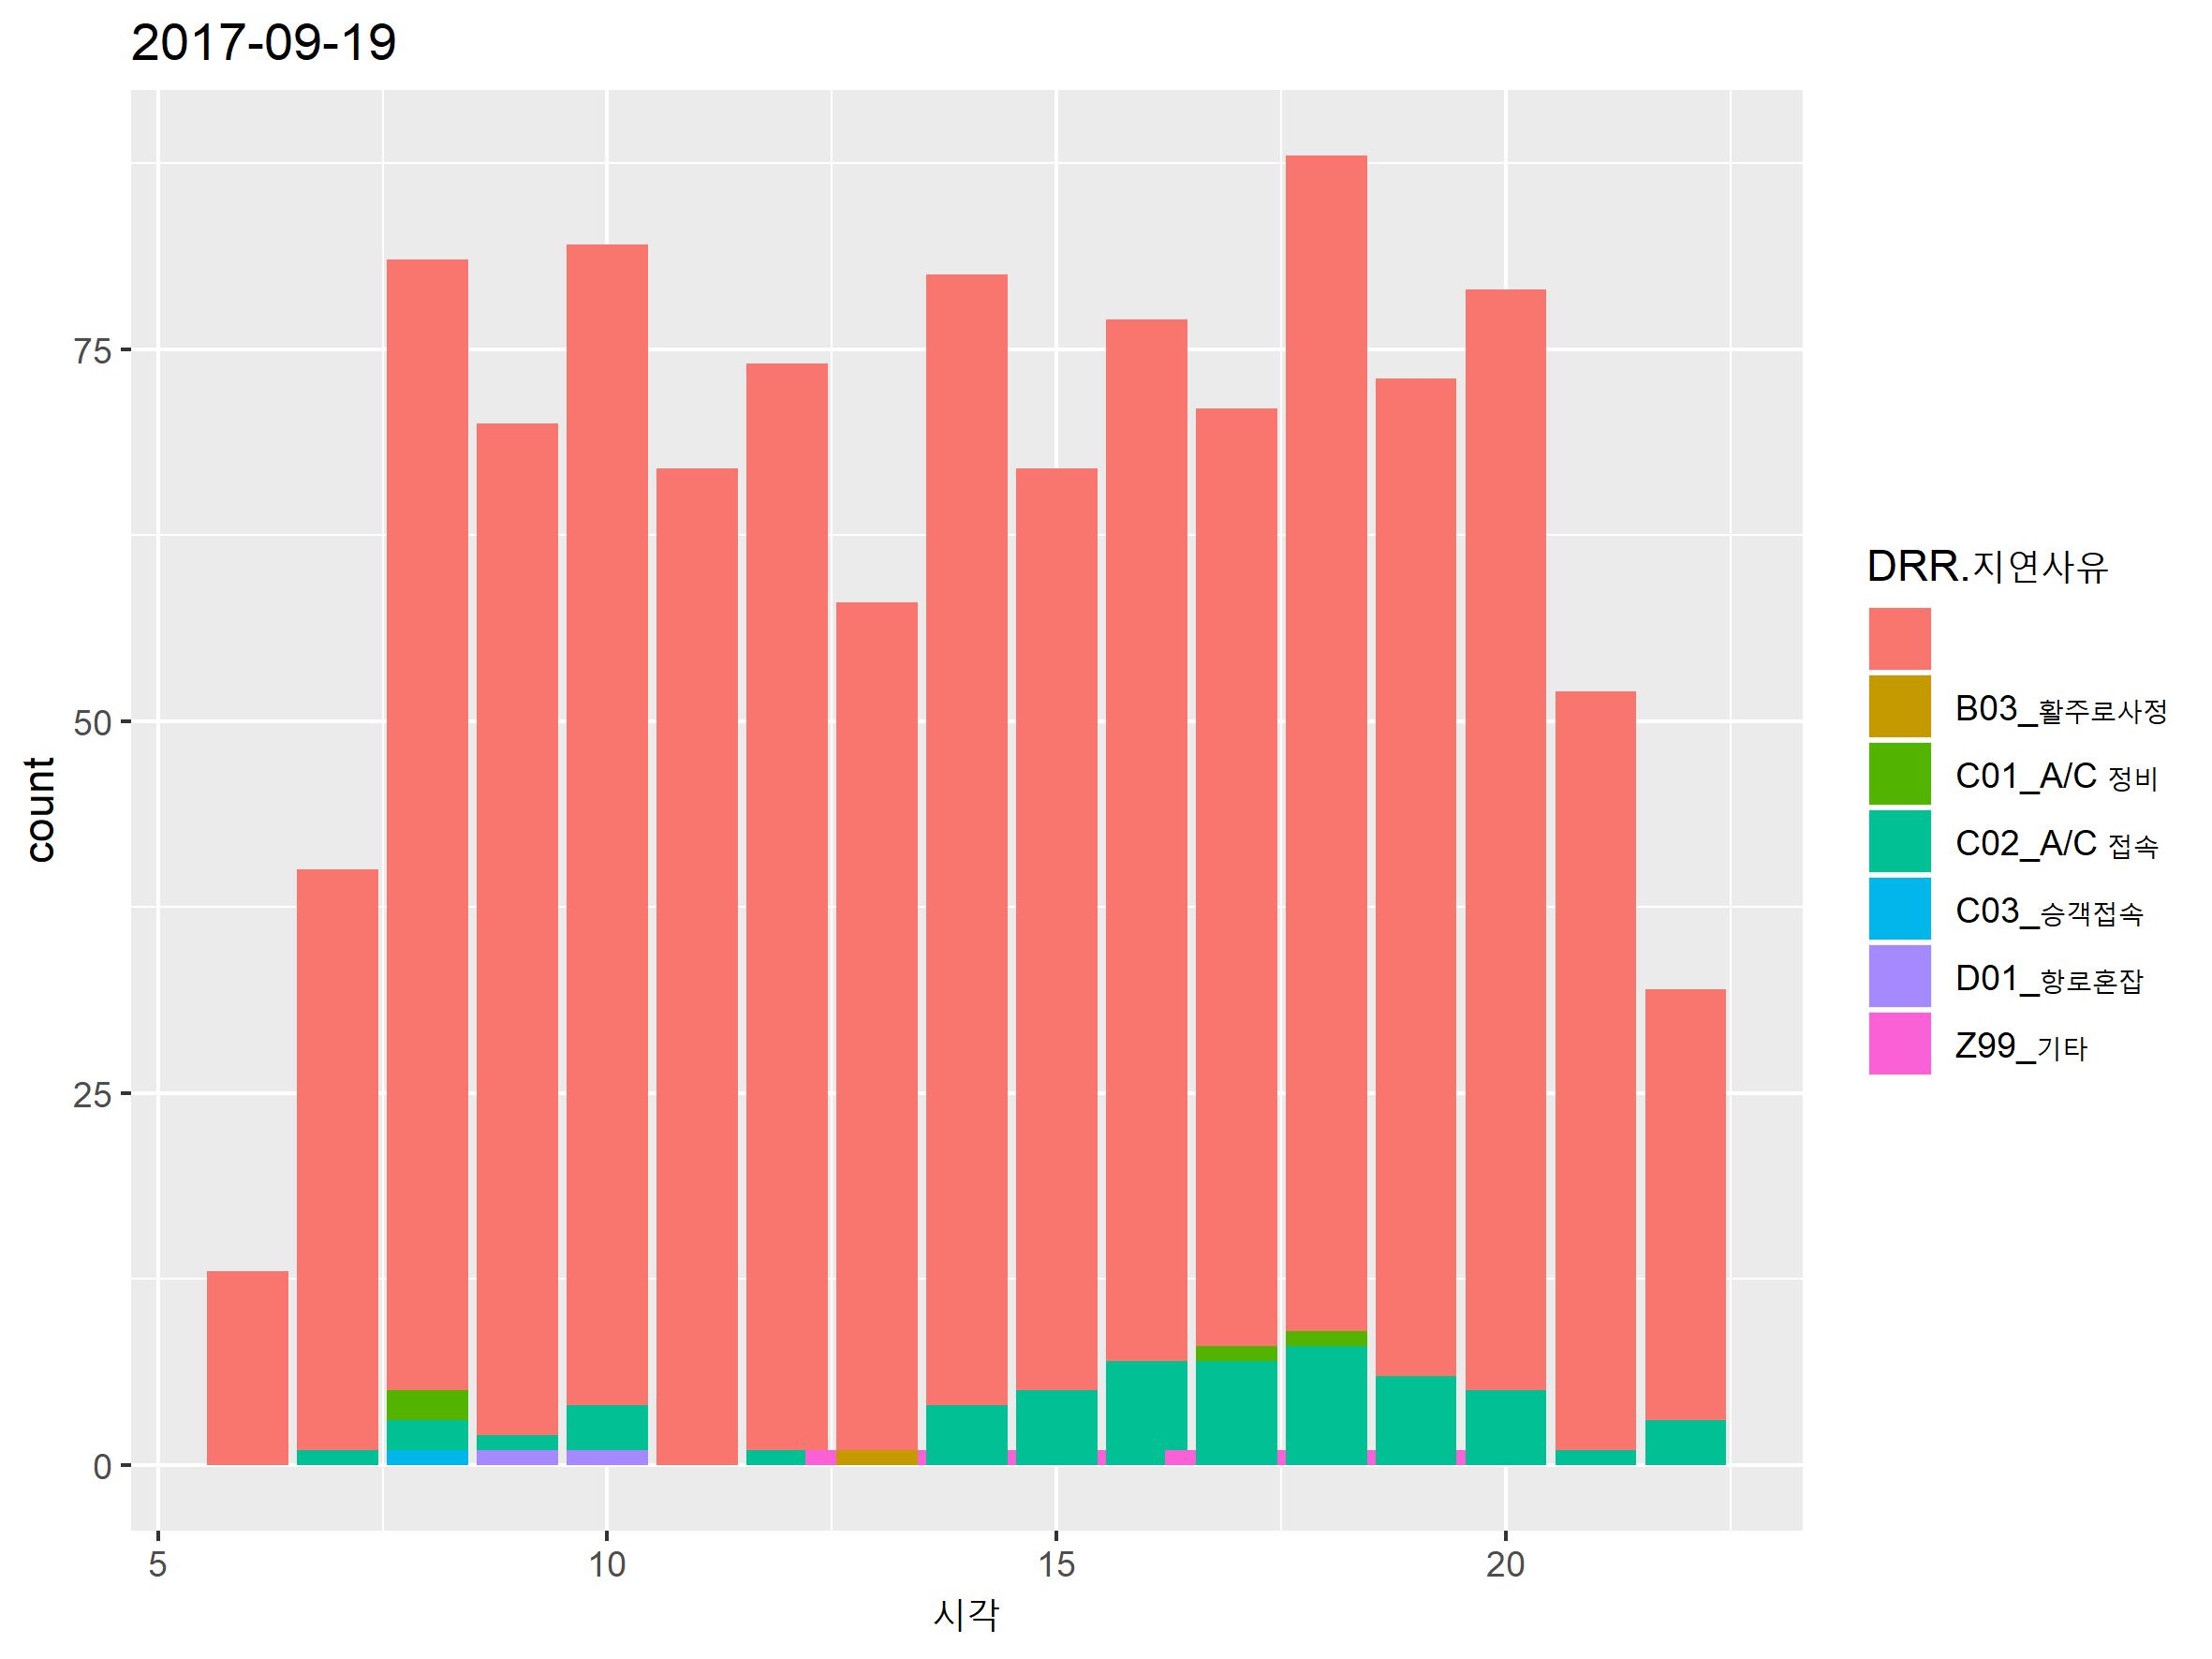 2017-09-19
count
75
50
25
0
5
10
15
20
시각
DRR.지연사유
B03_활주로사정
C01_A/C 정비
C02_A/C 접속
C03_승객접속
D01_항로혼잡
Z99_기타